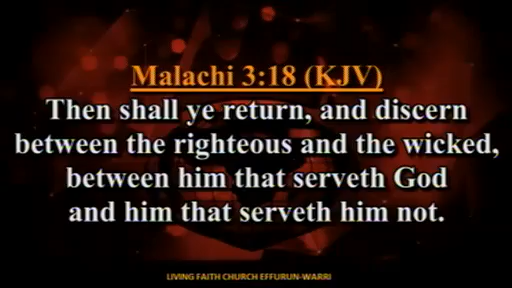 Malachi 3:18 (KJV)
Then shall ye return, and discern
between the righteous and the wicked,
between him that serveth God
and him that serveth him not.
LIVING FAITH CHURCH EFFURUN-WARRI